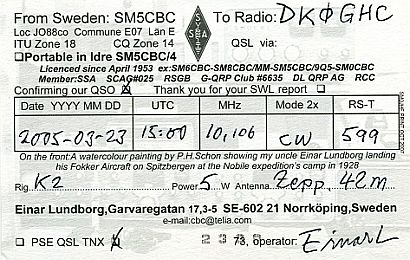 From Sweden: SM5CBC
To Radio: DKØGHC
Loc JO88co Commune E07 Län E
ITU Zone 18 CQ Zone 14
SSA
QSL via:
Portable in Idre SM5CBC/4
Licenced since April 1953 ex:SM6CBC-SM8CBC/MM-SM5CBC/9Q5-SM0CBC
Member:SSA SCAG#025 RSGB G-QRP Club #6635 DL QRP AG RCC
Confirming our QSO Thank you for your SWL report
Date YYYY MM DD UTC MHz Mode 2x RS-T
2005-03-23 15:00 10,106 CW 599
On the front:A watercolour painting by P.H.Schon showing my uncle Einar Lundborg landing
his Fokker Aircraft on Spitzbergen at the Nobile expedition's camp in 1928
Rig K2 Power 5 W Antenna Zepp, 42m
Einar Lundborg,Garvaregatan 17,3-5 SE-602 21 Norrköping,Sweden
e-mail:cbc@telia.com
PSE QSL TNX 73, operator: Einar L